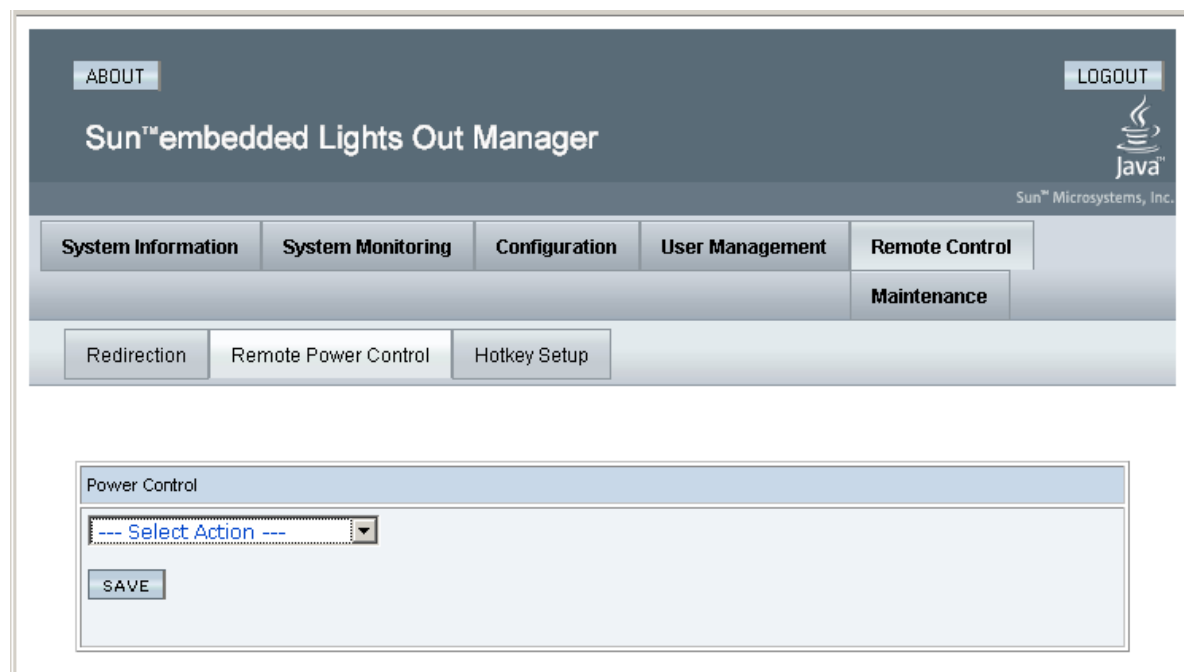 ABOUT
LOGOUT
Sun™embedded Lights Out Manager
Java™
Sun™ Microsystems, Inc.
System Information
System Monitoring
Configuration
User Management
Remote Control
Maintenance
Redirection
Remote Power Control
Hotkey Setup
Power Control
--- Select Action ---
SAVE